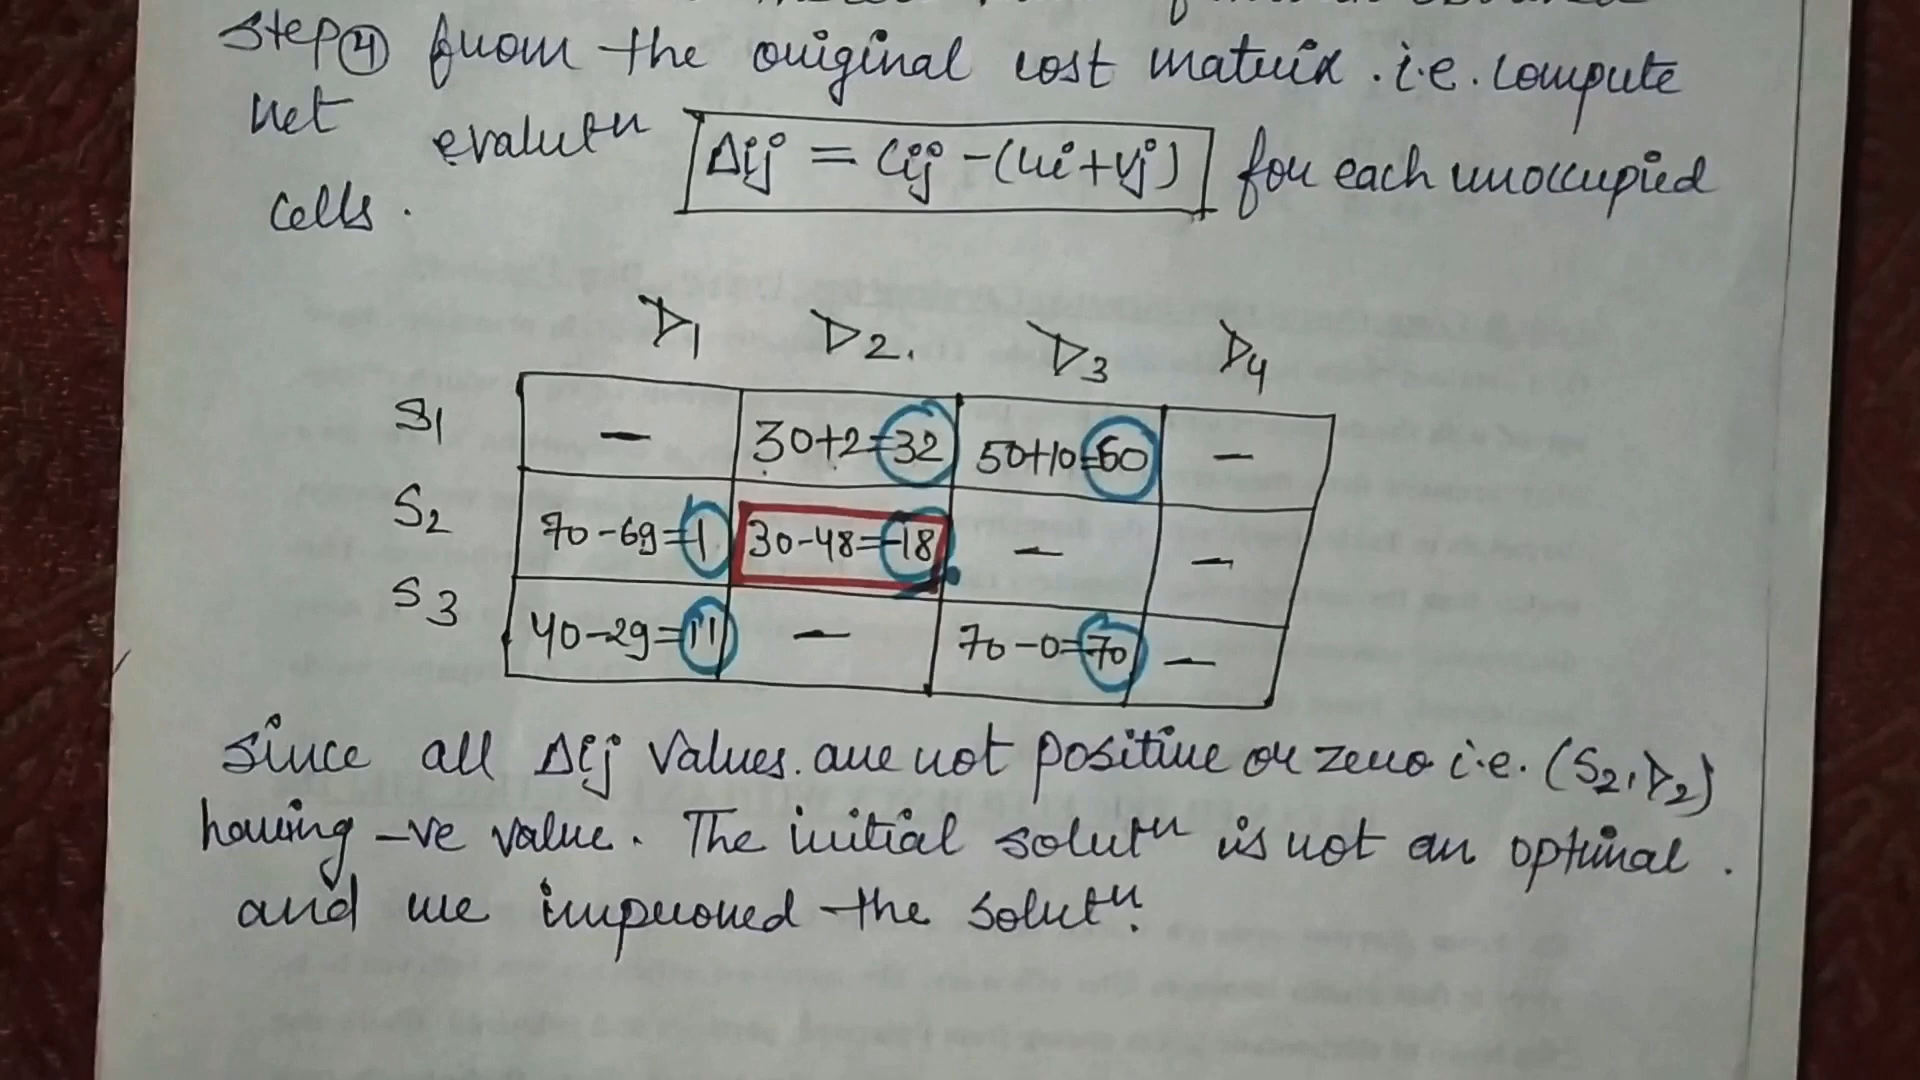 Step ④ from the original cost matrix. i.e. compute
net evalutn Δij = Cij - (ui+vj) for each unoccupied
cells.
D1 D2. D3 D4
S1 – 30+2=32 50+10=60 –
S2 70-69=1 30-48=-18 – –
S3 40-29=11 – 70-0=70 –
Since all Δij values. are not positive or zero i.e. (S2,D2)
having -ve value. The initial solutn is not an optimal.
and we improved the solutn.